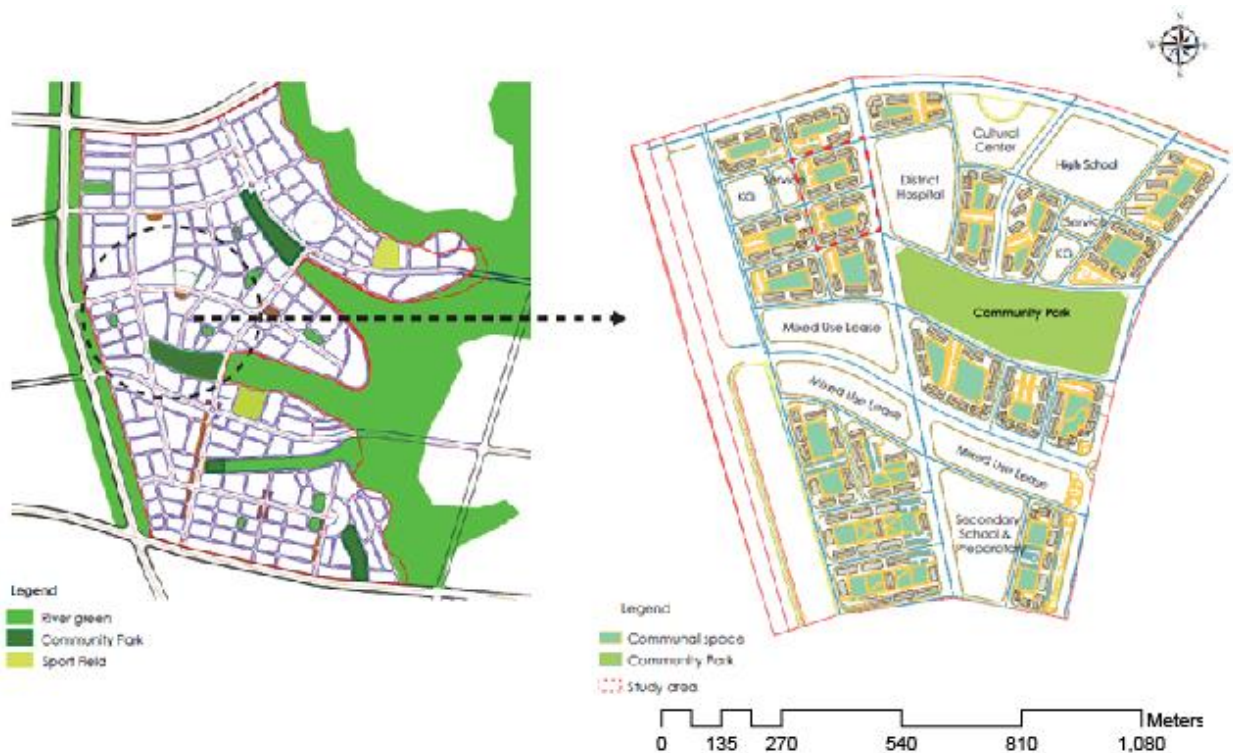 N
Cultural
Center
High School
District
Hospital
KG
KG
Community Park
Mixed Use Lease
Mixed Use Lease
Mixed Use Lease
Secondary
School &
Preparatory
Legend
River green
Community Park
Sport Field
Legend
Communal space
Community Park
Study area
Meters
0 135 270 540 810 1,080